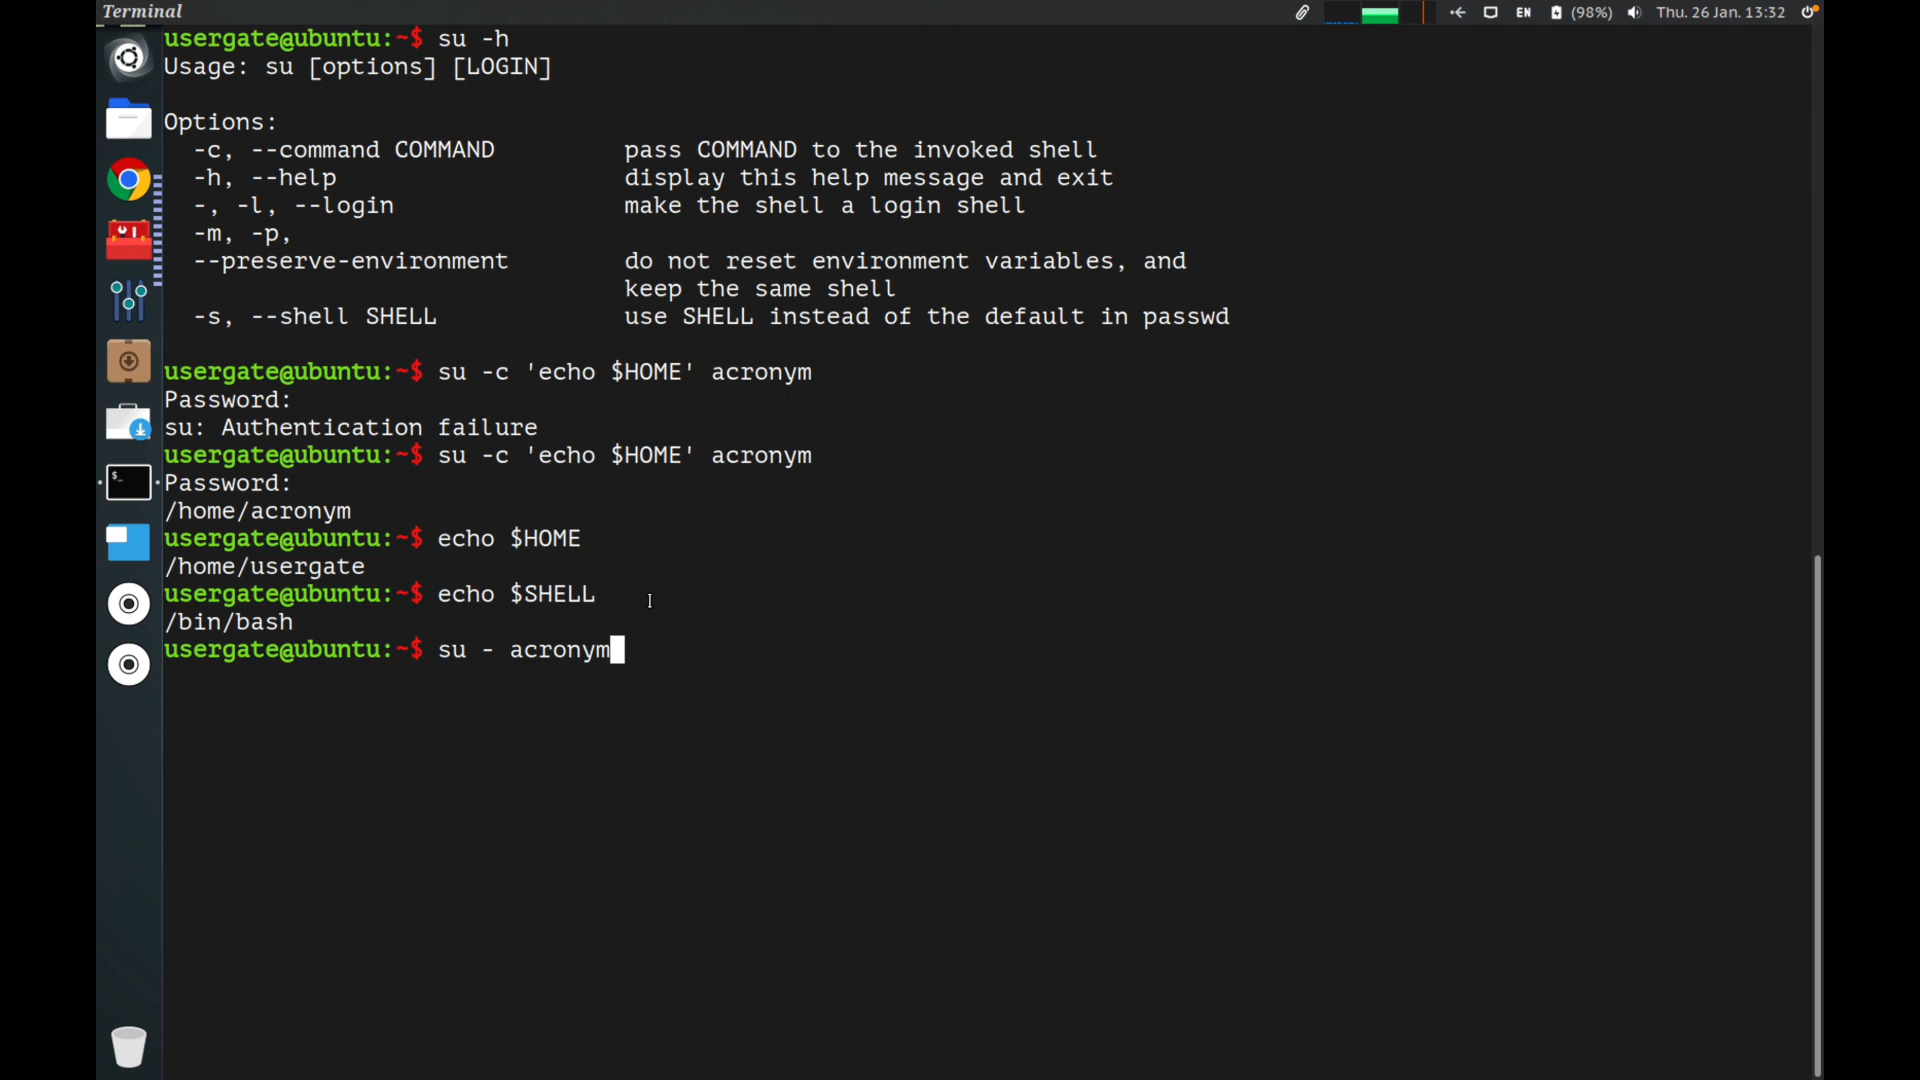 Terminal
EN (98%) Thu. 26 Jan. 13:32
usergate@ubuntu:~$ su -h
Usage: su [options] [LOGIN]
Options:
-c, --command COMMAND pass COMMAND to the invoked shell
-h, --help display this help message and exit
-, -l, --login make the shell a login shell
-m, -p,
--preserve-environment do not reset environment variables, and
keep the same shell
-s, --shell SHELL use SHELL instead of the default in passwd
usergate@ubuntu:~$ su -c 'echo $HOME' acronym
Password:
su: Authentication failure
usergate@ubuntu:~$ su -c 'echo $HOME' acronym
Password:
/home/acronym
usergate@ubuntu:~$ echo $HOME
/home/usergate
usergate@ubuntu:~$ echo $SHELL
/bin/bash
usergate@ubuntu:~$ su - acronym